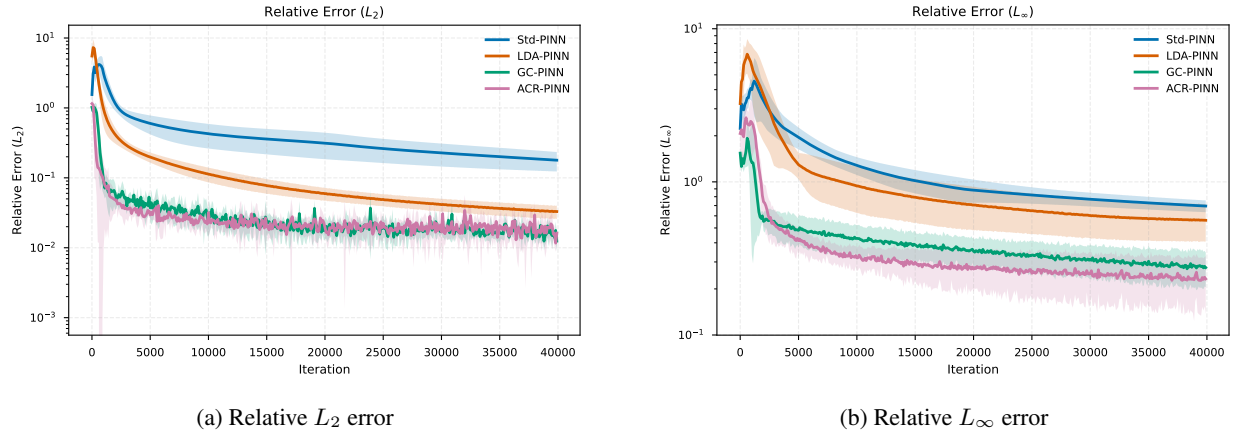 Relative Error (L₂)
Relative Error (L₂)
10¹
10⁰
10⁻¹
10⁻²
10⁻³
Std-PINN
LDA-PINN
GC-PINN
ACR-PINN
0 5000 10000 15000 20000 25000 30000 35000 40000
Iteration
(a) Relative L₂ error
Relative Error (L∞)
Relative Error (L∞)
10¹
10⁰
10⁻¹
Std-PINN
LDA-PINN
GC-PINN
ACR-PINN
0 5000 10000 15000 20000 25000 30000 35000 40000
Iteration
(b) Relative L∞ error